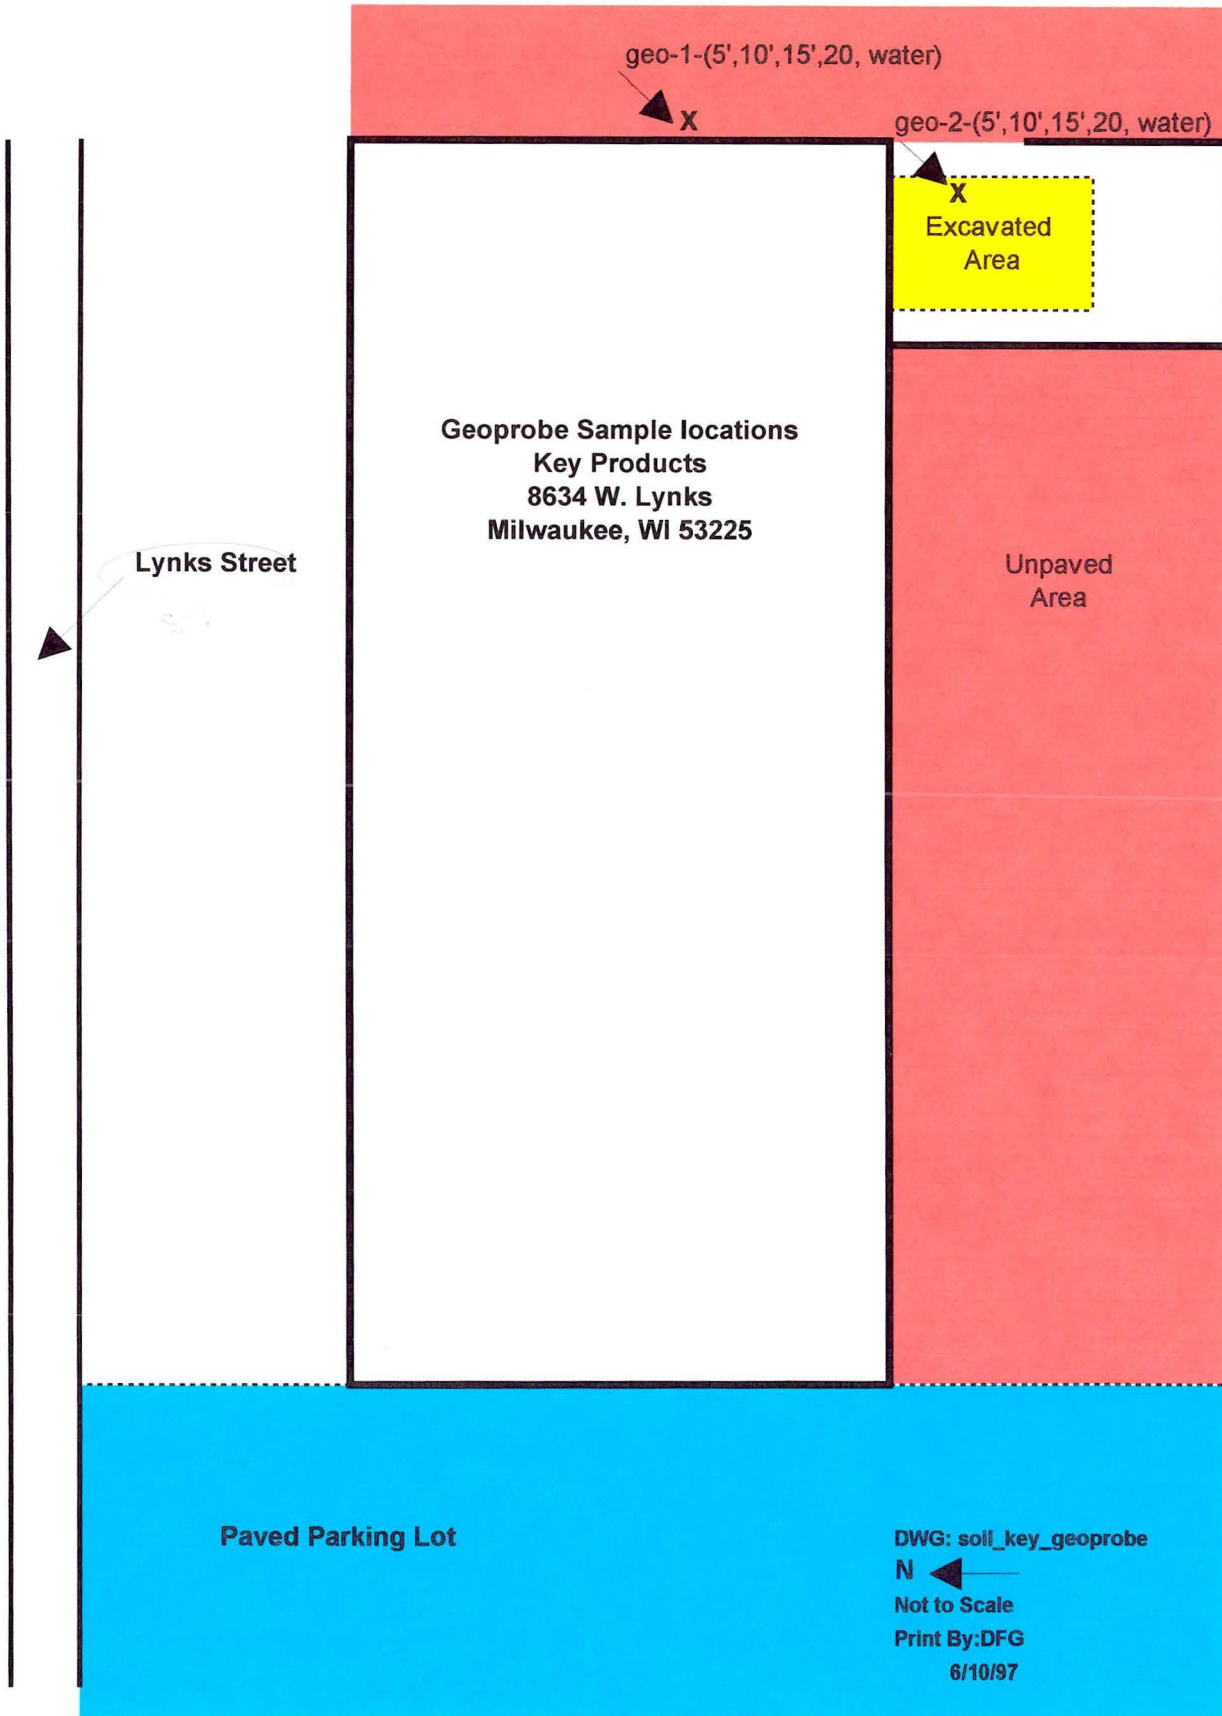 geo-1-(5',10',15',20, water)
X
geo-2-(5',10',15',20, water)
X
Excavated
Area
Geoprobe Sample locations
Key Products
8634 W. Lynks
Milwaukee, WI 53225
Lynks Street
Unpaved
Area
Paved Parking Lot
DWG: soil_key_geoprobe
N
Not to Scale
Print By:DFG
6/10/97